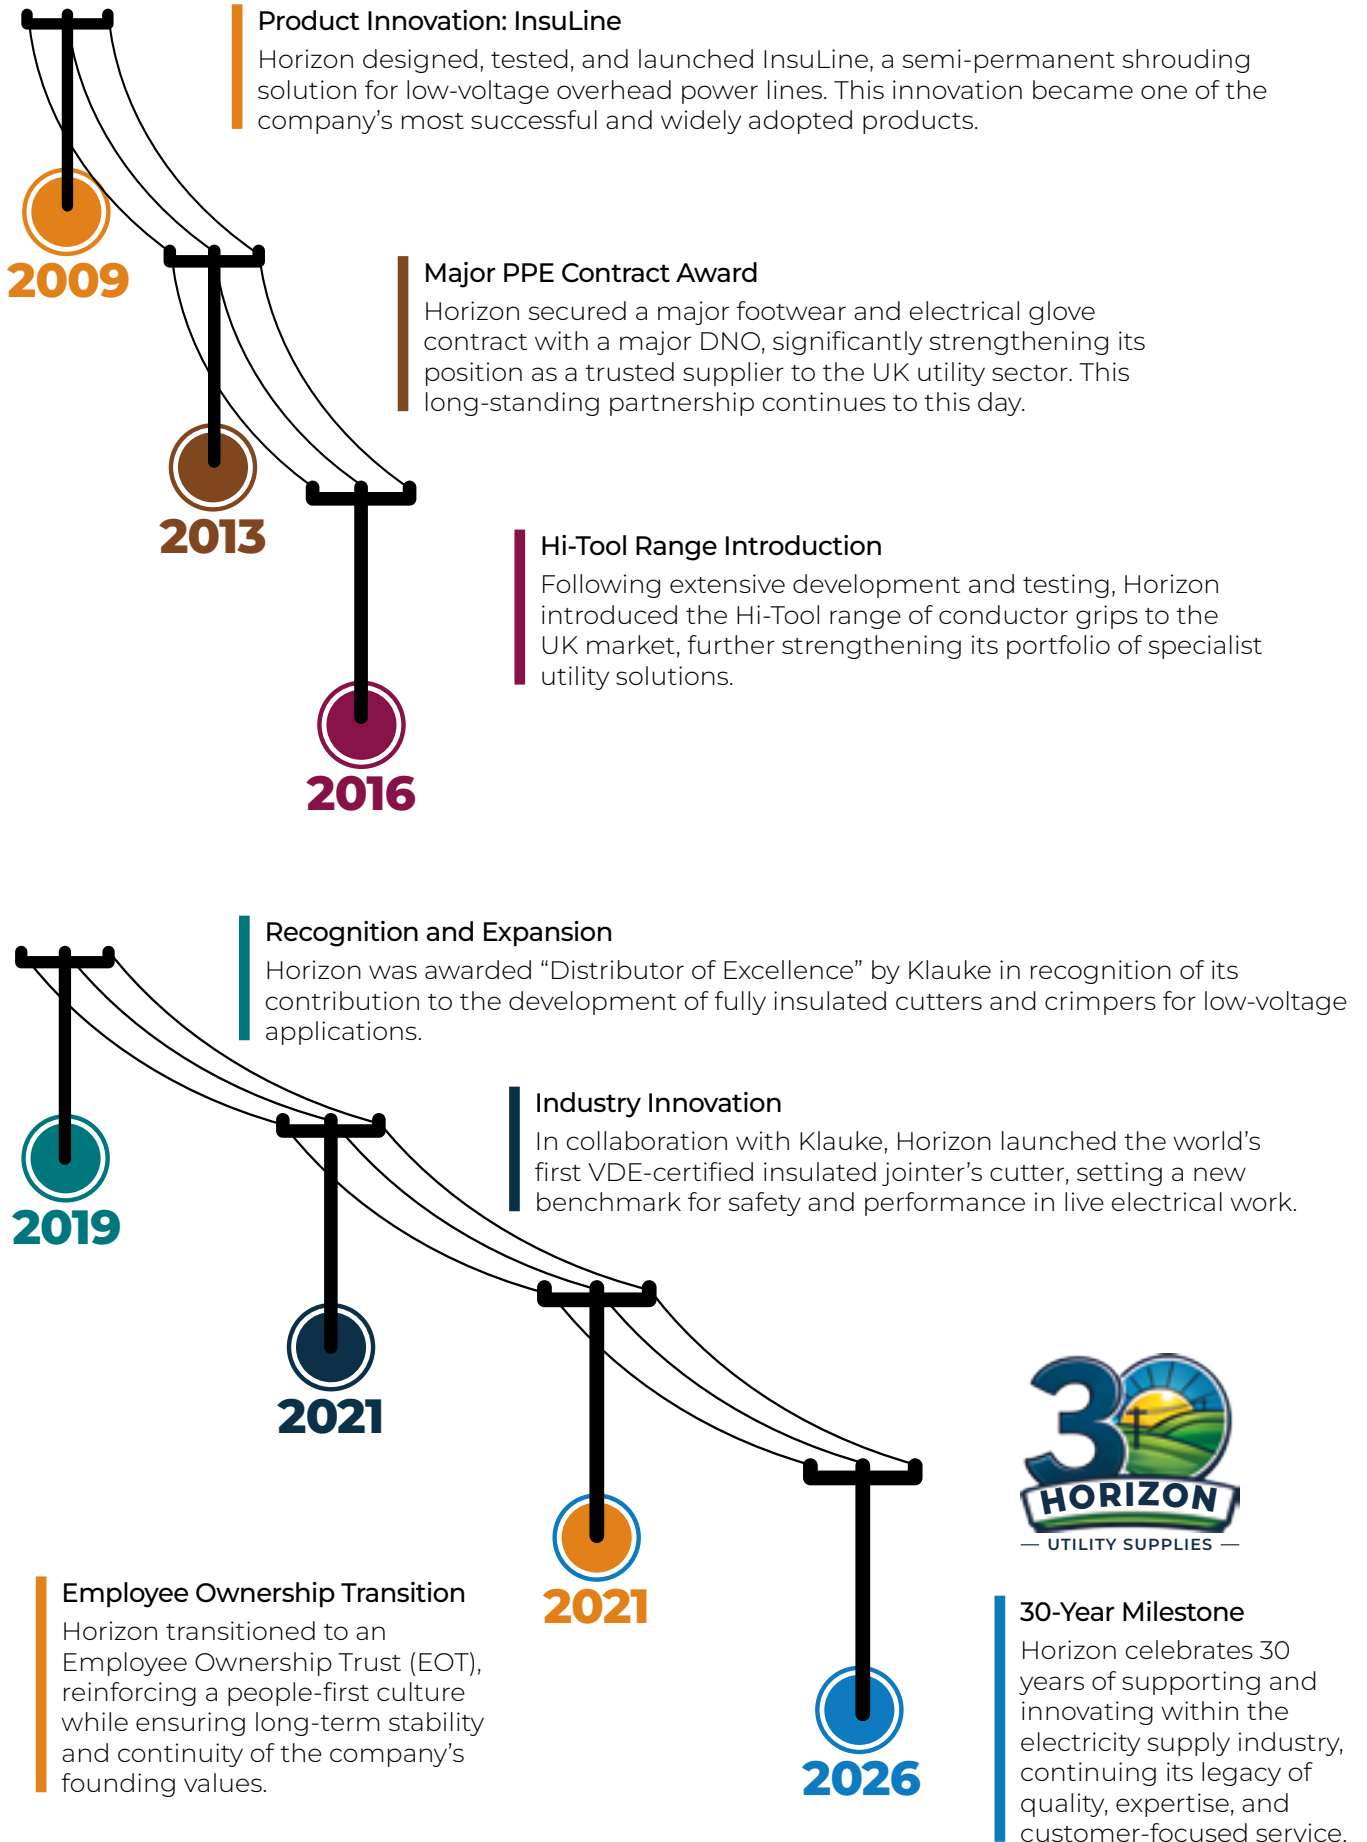 Product Innovation: InsuLine
Horizon designed, tested, and launched InsuLine, a semi-permanent shrouding
solution for low-voltage overhead power lines. This innovation became one of the
company’s most successful and widely adopted products.
2009
Major PPE Contract Award
Horizon secured a major footwear and electrical glove
contract with a major DNO, significantly strengthening its
position as a trusted supplier to the UK utility sector. This
long-standing partnership continues to this day.
2013
Hi-Tool Range Introduction
Following extensive development and testing, Horizon
introduced the Hi-Tool range of conductor grips to the
UK market, further strengthening its portfolio of specialist
utility solutions.
2016
Recognition and Expansion
Horizon was awarded “Distributor of Excellence” by Klauke in recognition of its
contribution to the development of fully insulated cutters and crimpers for low-voltage
applications.
2019
Industry Innovation
In collaboration with Klauke, Horizon launched the world’s
first VDE-certified insulated jointer’s cutter, setting a new
benchmark for safety and performance in live electrical work.
2021
Employee Ownership Transition
Horizon transitioned to an
Employee Ownership Trust (EOT),
reinforcing a people-first culture
while ensuring long-term stability
and continuity of the company’s
founding values.
2021
30
HORIZON
UTILITY SUPPLIES
30-Year Milestone
Horizon celebrates 30
years of supporting and
innovating within the
electricity supply industry,
continuing its legacy of
quality, expertise, and
customer-focused service.
2026